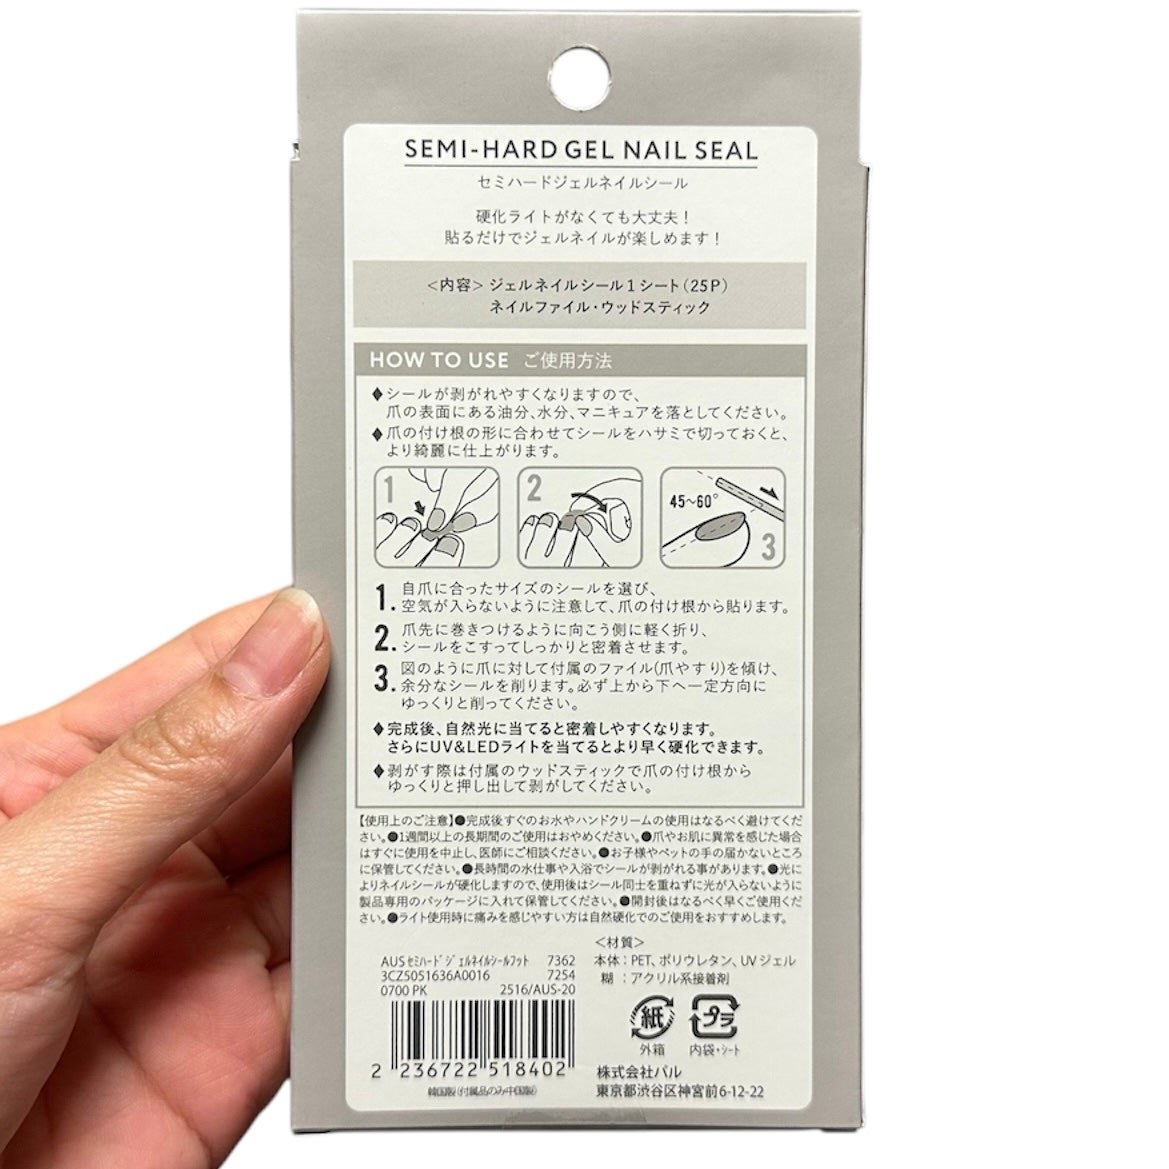 SEMI-HARD GEL NAIL SEAL
セミハードジェルネイルシール
硬化ライトがなくても大丈夫！
貼るだけでジェルネイルが楽しめます！
<内容> ジェルネイルシール1シート(25P)
ネイルファイル・ウッドスティック
HOW TO USE ご使用方法
♦シールが剥がれやすくなりますので、
爪の表面にある油分、水分、マニキュアを落としてください。
♦爪の付け根の形に合わせてシールをハサミで切っておくと、
より綺麗に仕上がります。
1
2
45~60°
3
1. 自爪に合ったサイズのシールを選び、
空気が入らないように注意して、爪の付け根から貼ります。
2. 爪先に巻きつけるように向こう側に軽く折り、
シールをこすってしっかりと密着させます。
3. 図のように爪に対して付属のファイル(爪やすり)を傾け、
余分なシールを削ります。必ず上から下へ一定方向に
ゆっくりと削ってください。
♦完成後、自然光に当てると密着しやすくなります。
さらにUV&LEDライトを当てるとより早く硬化できます。
♦剥がす際は付属のウッドスティックで爪の付け根から
ゆっくりと押し出して剥がしてください。
【使用上のご注意】●完成後すぐのお水やハンドクリームの使用はなるべく避けてくだ
さい。●1週間以上の長期間のご使用はおやめください。●爪やお肌に異常を感じた場合
はすぐに使用を中止し、医師にご相談ください。●お子様やペットの手の届かないところ
に保管してください。●長時間の水仕事や入浴でシールが剥がれる事があります。●光に
よりネイルシールが硬化しますので、使用後はシール同士を重ねずに光が入らないように
製品専用のパッケージに入れて保管してください。●開封後はなるべく早くご使用くだ
さい。●ライト使用時に痛みを感じやすい方は自然硬化でのご使用をおすすめします。
<材質>
本体：PET、ポリウレタン、UVジェル
糊：アクリル系接着剤
AUSセミハードジェルネイルシールフット 7362
3CZ5051636A0016 7254
0700 PK 2516/AUS-20
2 236722 518402
韓国製(付属品のみ中国製)
紙
外箱
プラ
内袋・シート
株式会社パル
東京都渋谷区神宮前6-12-22